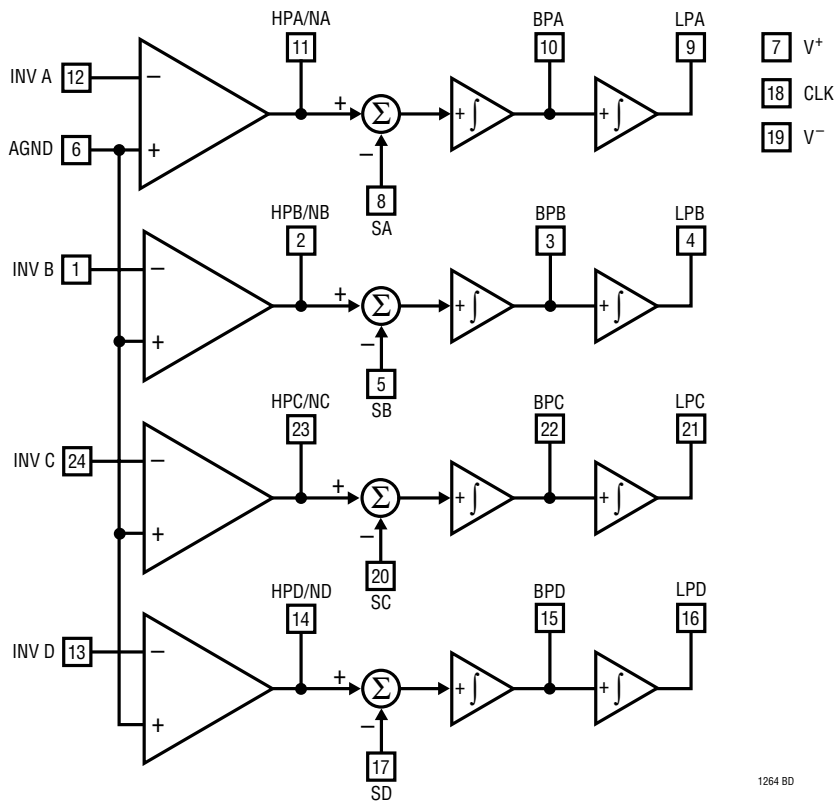 HPA/NA BPA LPA
11 10 9 7 V+
INV A 12 − + Σ + ∫ + ∫ 18 CLK
AGND 6 + − 19 V−
8
SA
HPB/NB BPB LPB
2 3 4
INV B 1 − + Σ + ∫ + ∫
+ −
5
SB
HPC/NC BPC LPC
23 22 21
INV C 24 − + Σ + ∫ + ∫
+ −
20
SC
HPD/ND BPD LPD
14 15 16
INV D 13 − + Σ + ∫ + ∫
+ −
17
SD
1264 BD